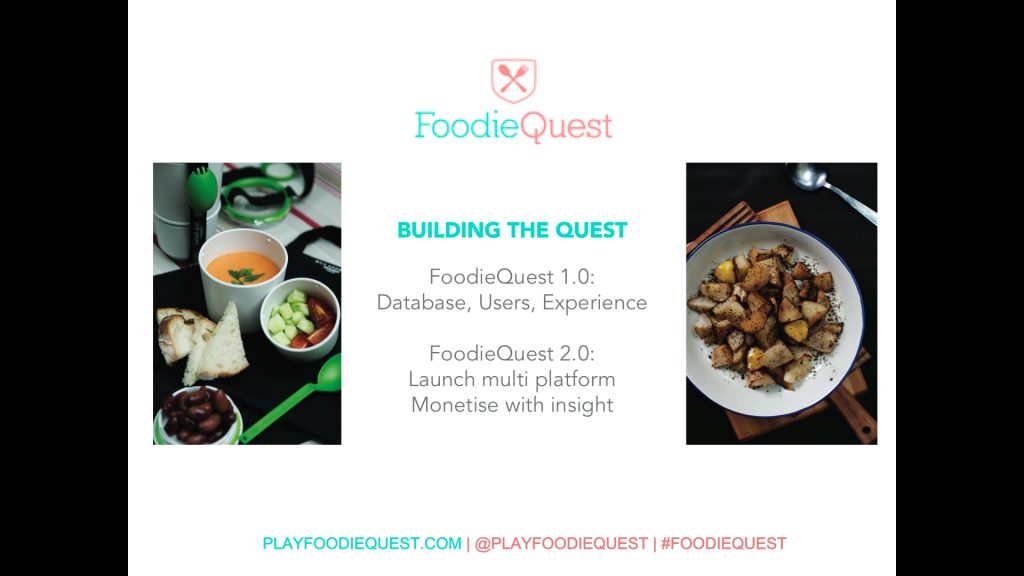 FoodieQuest
BUILDING THE QUEST
FoodieQuest 1.0:
Database, Users, Experience
FoodieQuest 2.0:
Launch multi platform
Monetise with insight
PLAYFOODIEQUEST.COM | @PLAYFOODIEQUEST | #FOODIEQUEST